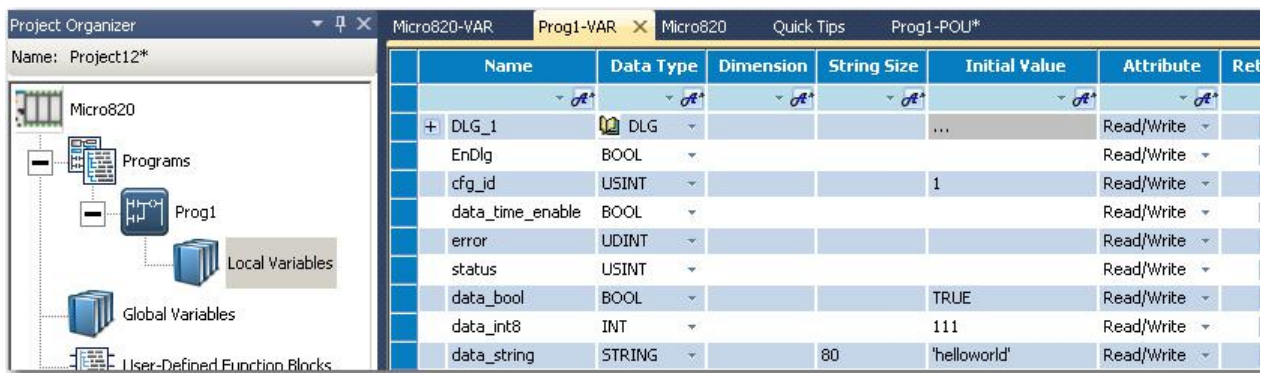 Project Organizer
Name: Project12*
Micro820
Programs
Prog1
Local Variables
Global Variables
User-Defined Function Blocks
Micro820-VAR Prog1-VAR Micro820 Quick Tips Prog1-POU*
Name Data Type Dimension String Size Initial Value Attribute Ret
DLG_1 DLG ... Read/Write
EnDlg BOOL Read/Write
cfg_id USINT 1 Read/Write
data_time_enable BOOL Read/Write
error UDINT Read/Write
status USINT Read/Write
data_bool BOOL TRUE Read/Write
data_int8 INT 111 Read/Write
data_string STRING 80 'helloworld' Read/Write